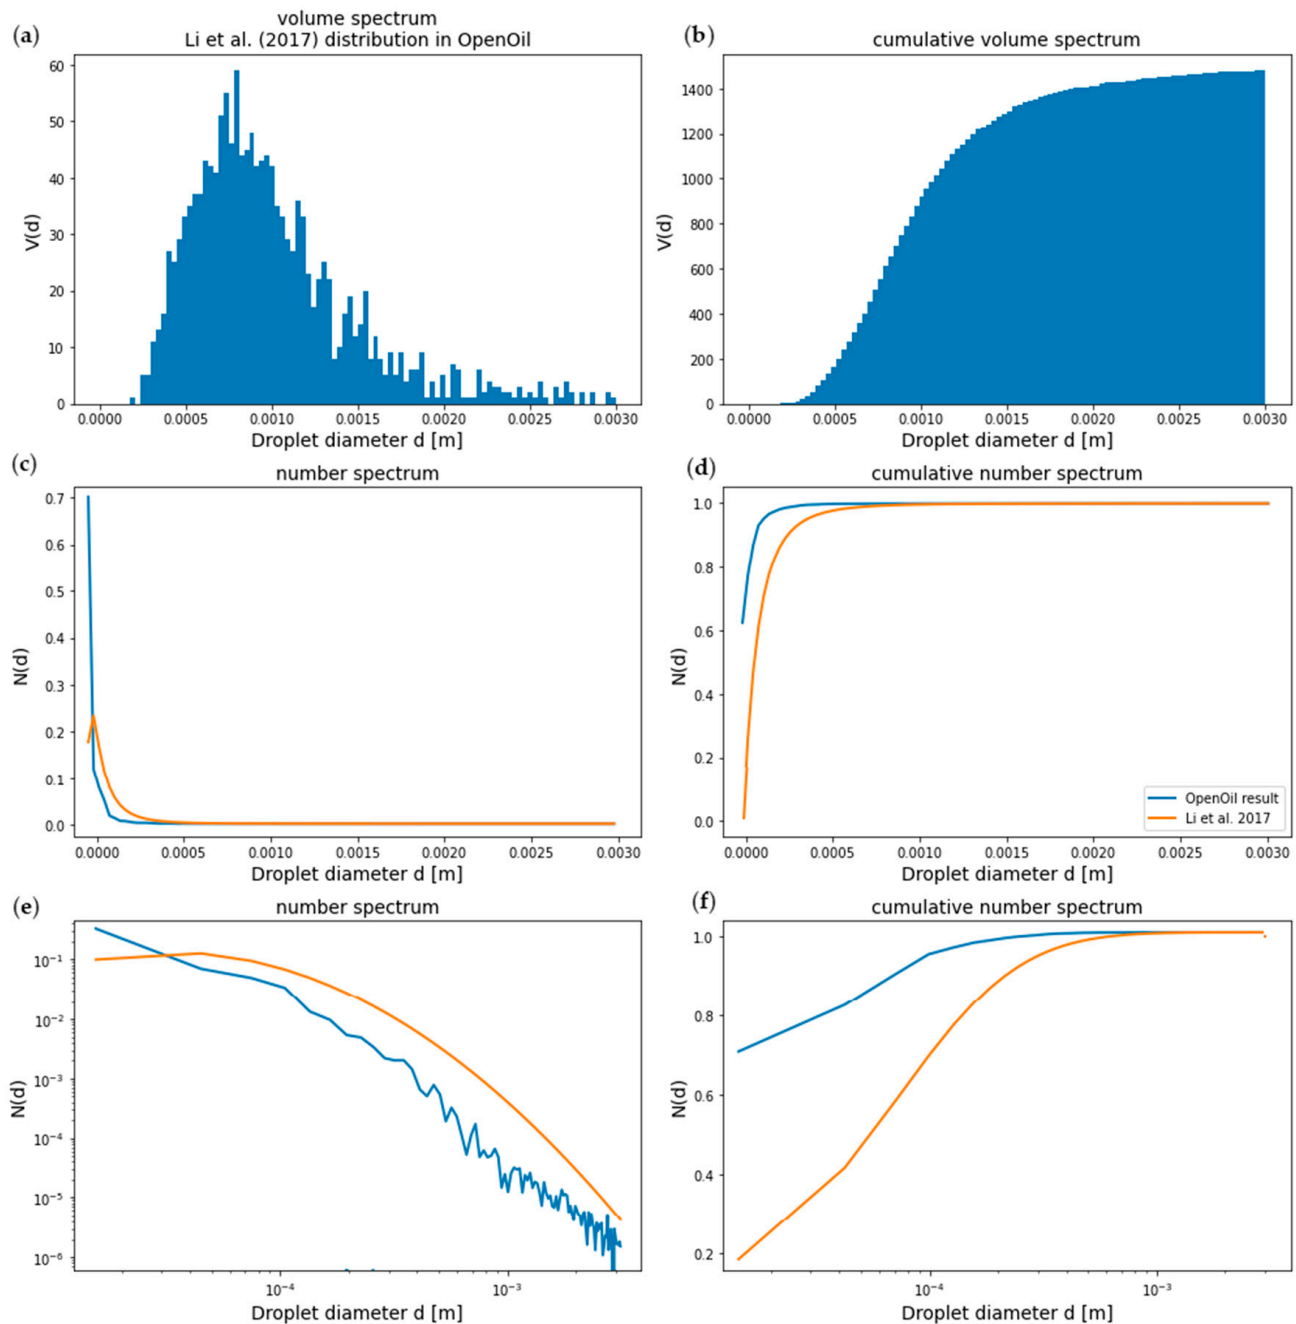 (a)
volume spectrum
Li et al. (2017) distribution in OpenOil
60
50
40
30
20
10
0
V(d)
0.0000 0.0005 0.0010 0.0015 0.0020 0.0025 0.0030
Droplet diameter d [m]
(b)
cumulative volume spectrum
1400
1200
1000
800
600
400
200
0
V(d)
0.0000 0.0005 0.0010 0.0015 0.0020 0.0025 0.0030
Droplet diameter d [m]
(c)
number spectrum
0.7
0.6
0.5
0.4
0.3
0.2
0.1
0.0
N(d)
0.0000 0.0005 0.0010 0.0015 0.0020 0.0025 0.0030
Droplet diameter d [m]
(d)
cumulative number spectrum
1.0
0.8
0.6
0.4
0.2
0.0
N(d)
OpenOil result
Li et al. 2017
0.0000 0.0005 0.0010 0.0015 0.0020 0.0025 0.0030
Droplet diameter d [m]
(e)
number spectrum
10⁻¹
10⁻²
10⁻³
10⁻⁴
10⁻⁵
10⁻⁶
N(d)
10⁻⁴ 10⁻³
Droplet diameter d [m]
(f)
cumulative number spectrum
1.0
0.8
0.6
0.4
0.2
N(d)
10⁻⁴ 10⁻³
Droplet diameter d [m]